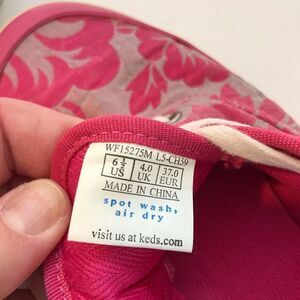 WF15275M L5-CH59
6½ 4.0 37.0
US UK EUR
MADE IN CHINA
spot wash,
air dry
visit us at keds.com